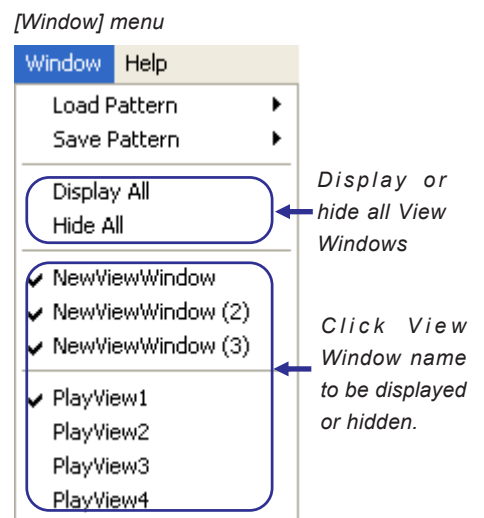 [Window] menu
Window Help
Load Pattern
Save Pattern
Display All
Hide All
Display or
hide all View
Windows
NewViewWindow
NewViewWindow (2)
NewViewWindow (3)
Click View
Window name
to be displayed
or hidden.
PlayView1
PlayView2
PlayView3
PlayView4